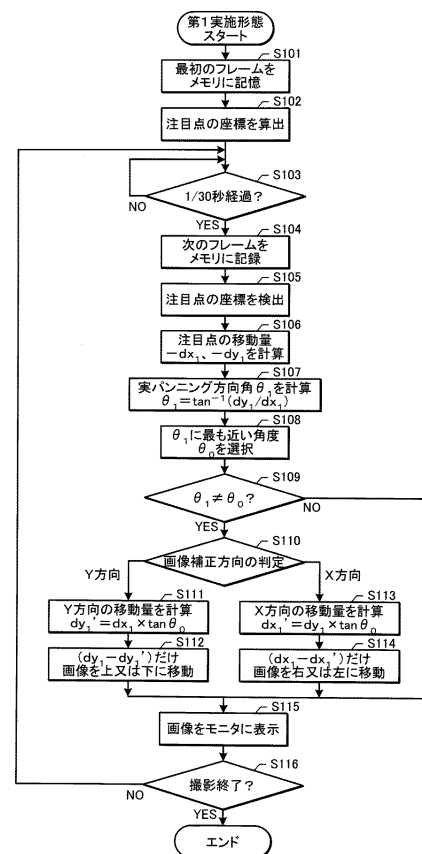 第1実施形態
スタート
S101
最初のフレームを
メモリに記憶
S102
注目点の座標を算出
S103
1/30秒経過？
NO
YES
S104
次のフレームを
メモリに記録
S105
注目点の座標を検出
S106
注目点の移動量
－dx₁、－dy₁を計算
S107
実パンニング方向角θ₁を計算
θ₁＝tan⁻¹(dy₁/dx₁)
S108
θ₁に最も近い角度
θ₀を選択
S109
θ₁≠θ₀？
NO
YES
S110
画像補正方向の判定
Y方向
X方向
S111
Y方向の移動量を計算
dy₁'＝dx₁×tanθ₀
S112
(dy₁－dy₁')だけ
画像を上又は下に移動
S113
X方向の移動量を計算
dx₁'＝dy₁×tanθ₀
S114
(dx₁－dx₁')だけ
画像を右又は左に移動
S115
画像をモニタに表示
S116
撮影終了？
NO
YES
エンド